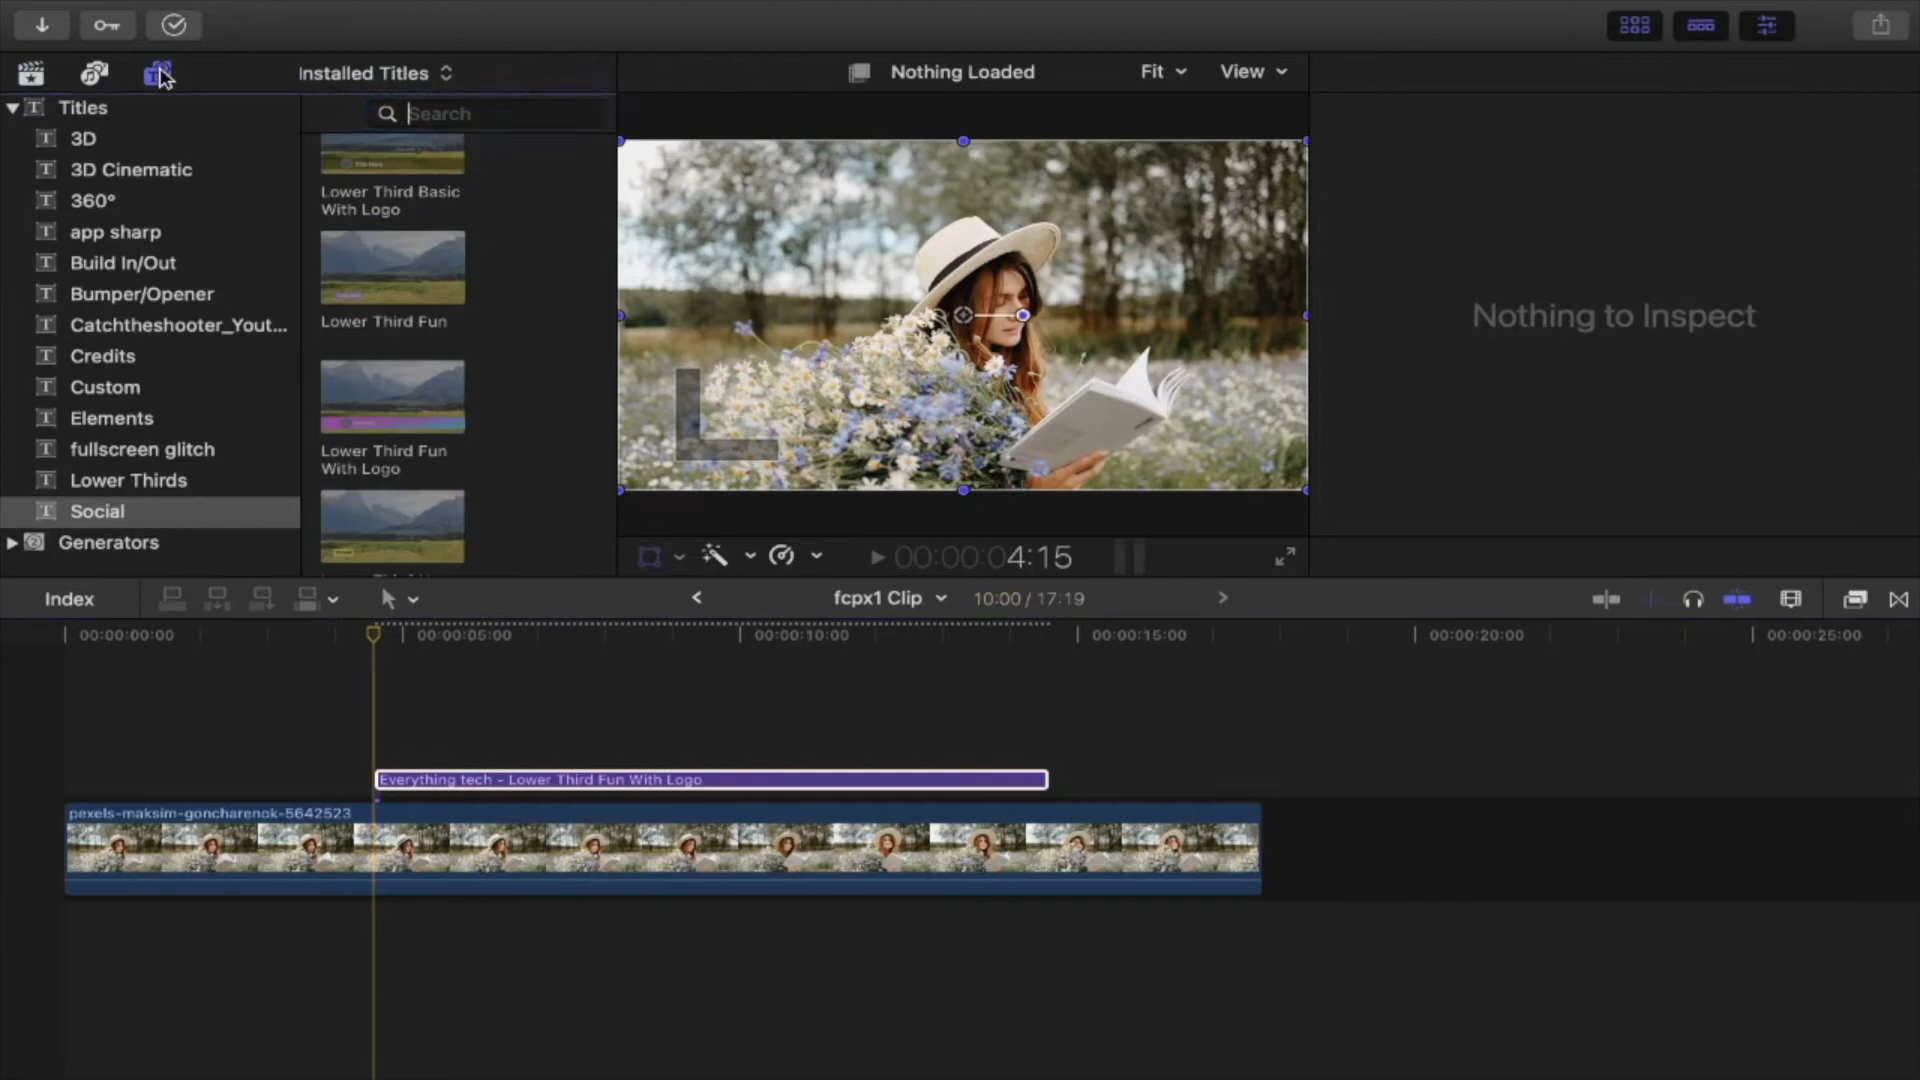 Installed Titles
Nothing Loaded
Fit
View
Titles
3D
3D Cinematic
360°
app sharp
Build In/Out
Bumper/Opener
Catchtheshooter_Yout...
Credits
Custom
Elements
fullscreen glitch
Lower Thirds
Social
Generators
Search
Lower Third Basic
With Logo
Lower Third Fun
Lower Third Fun
With Logo
Nothing to Inspect
00:00:04:15
Index
fcpx1 Clip
10:00 / 17:19
00:00:00:00
00:00:05:00
00:00:10:00
00:00:15:00
00:00:20:00
00:00:25:00
Everything tech - Lower Third Fun With Logo
pexels-maksim-goncharenok-5642523